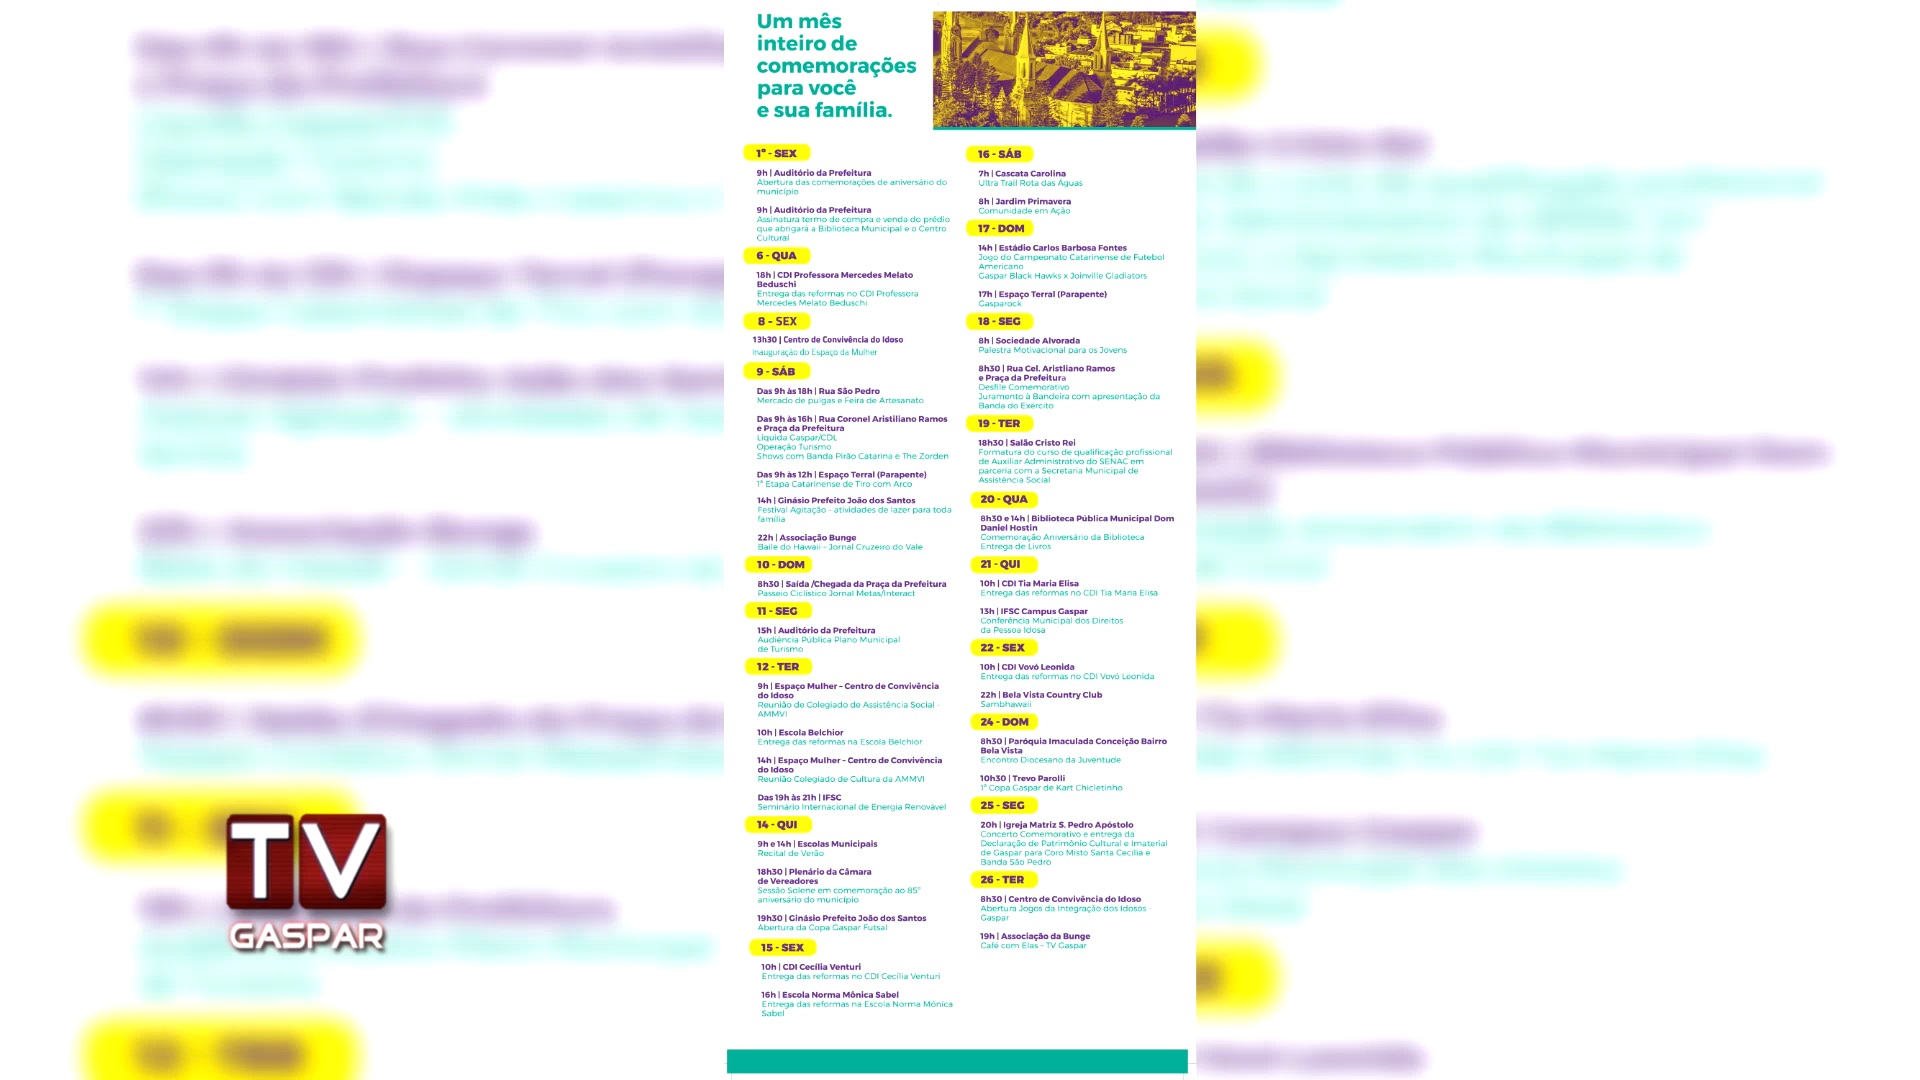 Um mês
inteiro de
comemorações
para você
e sua família.
1º - SEX
9h | Auditório da Prefeitura
Abertura das comemorações de aniversário do
município
9h | Auditório da Prefeitura
Assinatura termo de compra e venda do prédio
que abrigará a Biblioteca Municipal e o Centro
Cultural
6 - QUA
18h | CDI Professora Mercedes Melato
Beduschi
Entrega das reformas no CDI Professora
Mercedes Melato Beduschi
8 - SEX
13h30 | Centro de Convivência do Idoso
Inauguração do Espaço da Mulher
9 - SÁB
Das 9h às 18h | Rua São Pedro
Mercado de pulgas e Feira de Artesanato
Das 9h às 16h | Rua Coronel Aristiliano Ramos
e Praça da Prefeitura
Liquida Gaspar/CDL
Operação Turismo
Shows com Banda Pirão Catarina e The Zorden
Das 9h às 12h | Espaço Terral (Parapente)
1ª Etapa Catarinense de Tiro com Arco
14h | Ginásio Prefeito João dos Santos
Festival Agitação - atividades de lazer para toda
família
22h | Associação Bunge
Baile do Hawaii - Jornal Cruzeiro do Vale
10 - DOM
8h30 | Saída /Chegada da Praça da Prefeitura
Passeio Ciclístico Jornal Metas/Interact
11 - SEG
15h | Auditório da Prefeitura
Audiência Pública Plano Municipal
de Turismo
12 - TER
9h | Espaço Mulher – Centro de Convivência
do Idoso
Reunião de Colegiado de Assistência Social -
AMMVI
10h | Escola Belchior
Entrega das reformas na Escola Belchior
14h | Espaço Mulher – Centro de Convivência
do Idoso
Reunião Colegiado de Cultura da AMMVI
Das 19h às 21h | IFSC
Seminário Internacional de Energia Renovável
14 - QUI
9h e 14h | Escolas Municipais
Recital de Verão
18h30 | Plenário da Câmara
de Vereadores
Sessão Solene em comemoração ao 85º
aniversário do município
19h30 | Ginásio Prefeito João dos Santos
Abertura da Copa Gaspar Futsal
15 - SEX
10h | CDI Cecília Venturi
Entrega das reformas no CDI Cecília Venturi
16h | Escola Norma Mônica Sabel
Entrega das reformas na Escola Norma Mônica
Sabel
16 - SÁB
7h | Cascata Carolina
Ultra Trail Rota das Águas
8h | Jardim Primavera
Comunidade em Ação
17 - DOM
14h | Estádio Carlos Barbosa Fontes
Jogo do Campeonato Catarinense de Futebol
Americano
Gaspar Black Hawks x Joinville Gladiators
17h | Espaço Terral (Parapente)
Gasparock
18 - SEG
8h | Sociedade Alvorada
Palestra Motivacional para os Jovens
8h30 | Rua Cel. Aristliano Ramos
e Praça da Prefeitura
Desfile Comemorativo
Juramento à Bandeira com apresentação da
Banda do Exército
19 - TER
18h30 | Salão Cristo Rei
Formatura do curso de qualificação profissional
de Auxiliar Administrativo do SENAC em
parceria com a Secretaria Municipal de
Assistência Social
20 - QUA
8h30 e 14h | Biblioteca Pública Municipal Dom
Daniel Hostin
Comemoração Aniversário da Biblioteca
Entrega de Livros
21 - QUI
10h | CDI Tia Maria Elisa
Entrega das reformas no CDI Tia Maria Elisa
13h | IFSC Campus Gaspar
Conferência Municipal dos Direitos
da Pessoa Idosa
22 - SEX
10h | CDI Vovó Leonida
Entrega das reformas no CDI Vovó Leonida
22h | Bela Vista Country Club
Sambhawaii
24 - DOM
8h30 | Paróquia Imaculada Conceição Bairro
Bela Vista
Encontro Diocesano da Juventude
10h30 | Trevo Parolli
1ª Copa Gaspar de Kart Chicletinho
25 - SEG
20h | Igreja Matriz S. Pedro Apóstolo
Concerto Comemorativo e entrega da
Declaração de Patrimônio Cultural e Imaterial
de Gaspar para Coro Misto Santa Cecília e
Banda São Pedro
26 - TER
8h30 | Centro de Convivência do Idoso
Abertura Jogos da Integração dos Idosos -
Gaspar
19h | Associação da Bunge
Café com Elas - TV Gaspar
TV
GASPAR